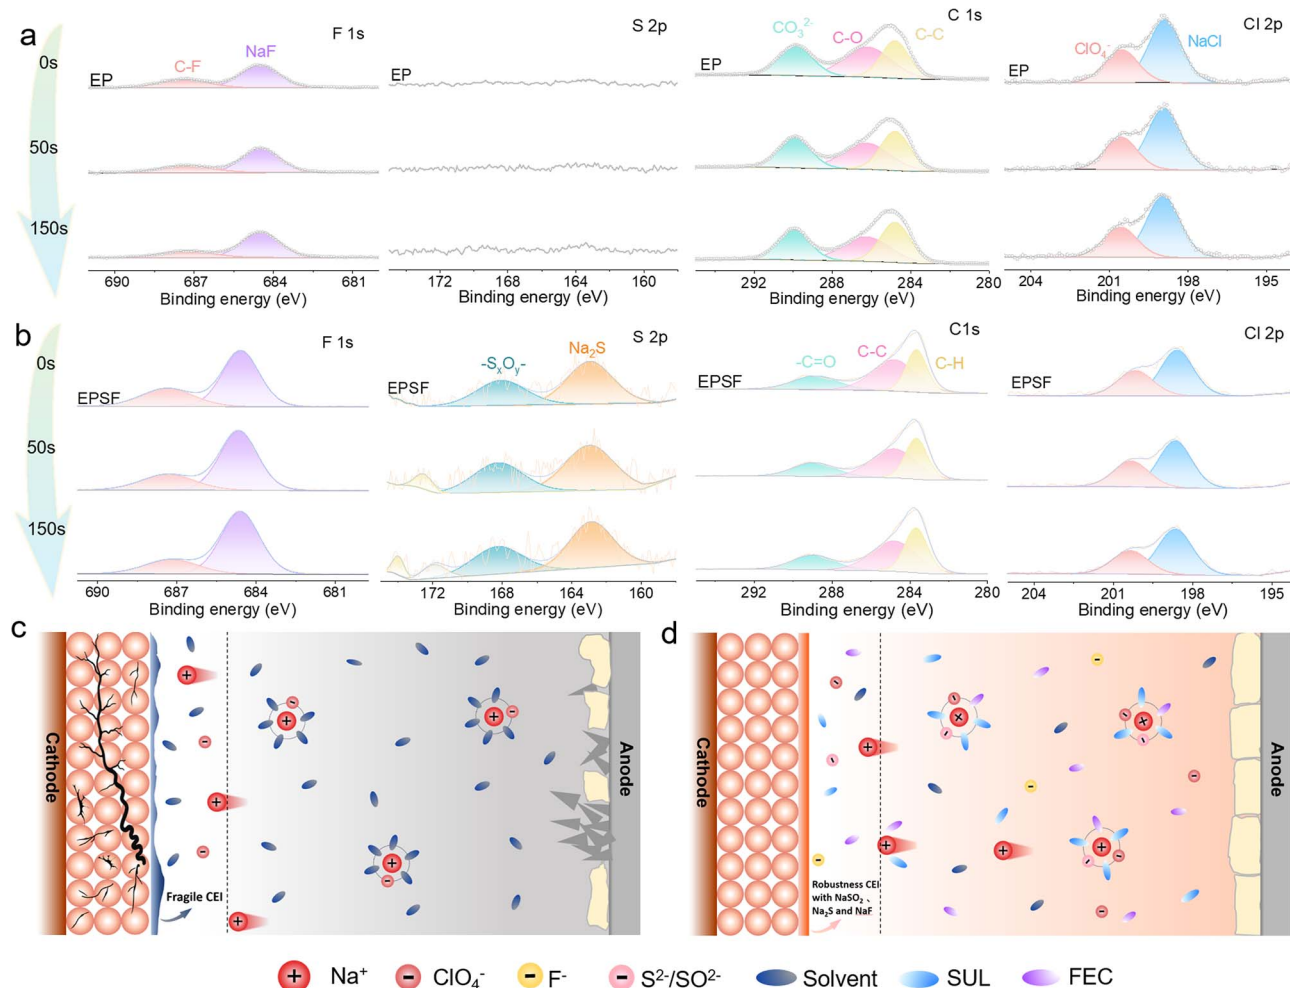 a
0s
50s
150s
F 1s
C-F
NaF
EP
690 687 684 681
Binding energy (eV)
S 2p
EP
172 168 164 160
Binding energy (eV)
C 1s
CO₃²⁻
C-O
C-C
EP
292 288 284 280
Binding energy (eV)
Cl 2p
ClO₄⁻
NaCl
EP
204 201 198 195
Binding energy (eV)
b
0s
50s
150s
F 1s
EPSF
690 687 684 681
Binding energy (eV)
S 2p
-SₓOᵧ-
Na₂S
EPSF
172 168 164 160
Binding energy (eV)
C1s
-C=O
C-C
C-H
EPSF
292 288 284 280
Binding energy (eV)
Cl 2p
EPSF
204 201 198 195
Binding energy (eV)
c
Cathode
Fragile CEI
Anode
d
Cathode
Robustness CEI
with NaSO₂ 、
Na₂S and NaF
Anode
Na⁺ ClO₄⁻ F⁻ S²⁻/SO²⁻ Solvent SUL FEC